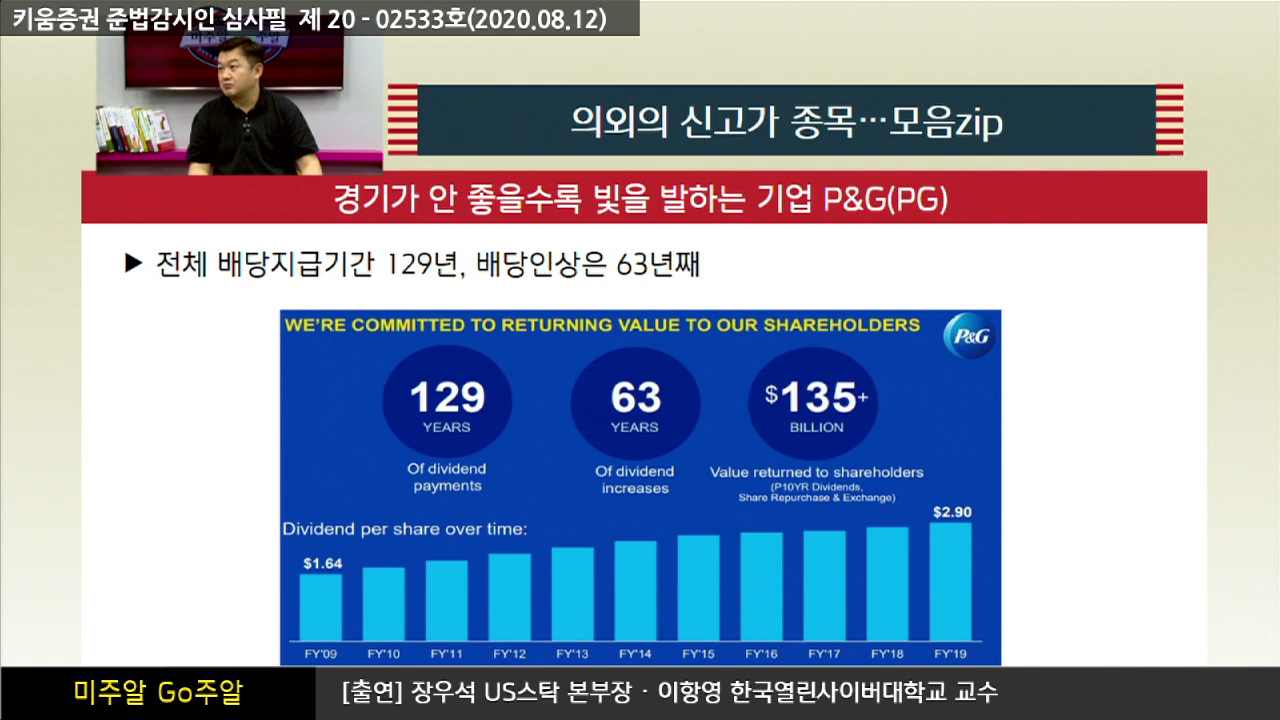 키움증권 준법감시인 심사필 제 20 - 02533호(2020.08.12)
의외의 신고가 종목…모음zip
경기가 안 좋을수록 빛을 발하는 기업 P&G(PG)
▶ 전체 배당지급기간 129년, 배당인상은 63년째
WE'RE COMMITTED TO RETURNING VALUE TO OUR SHAREHOLDERS
P&G
129
YEARS
Of dividend
payments
63
YEARS
Of dividend
increases
$135+
BILLION
Value returned to shareholders
(P10YR Dividends,
Share Repurchase & Exchange)
Dividend per share over time:
$1.64
$2.90
FY'09 FY'10 FY'11 FY'12 FY'13 FY'14 FY'15 FY'16 FY'17 FY'18 FY'19
미주알 Go주알
[출연] 장우석 US스탁 본부장 · 이항영 한국열린사이버대학교 교수